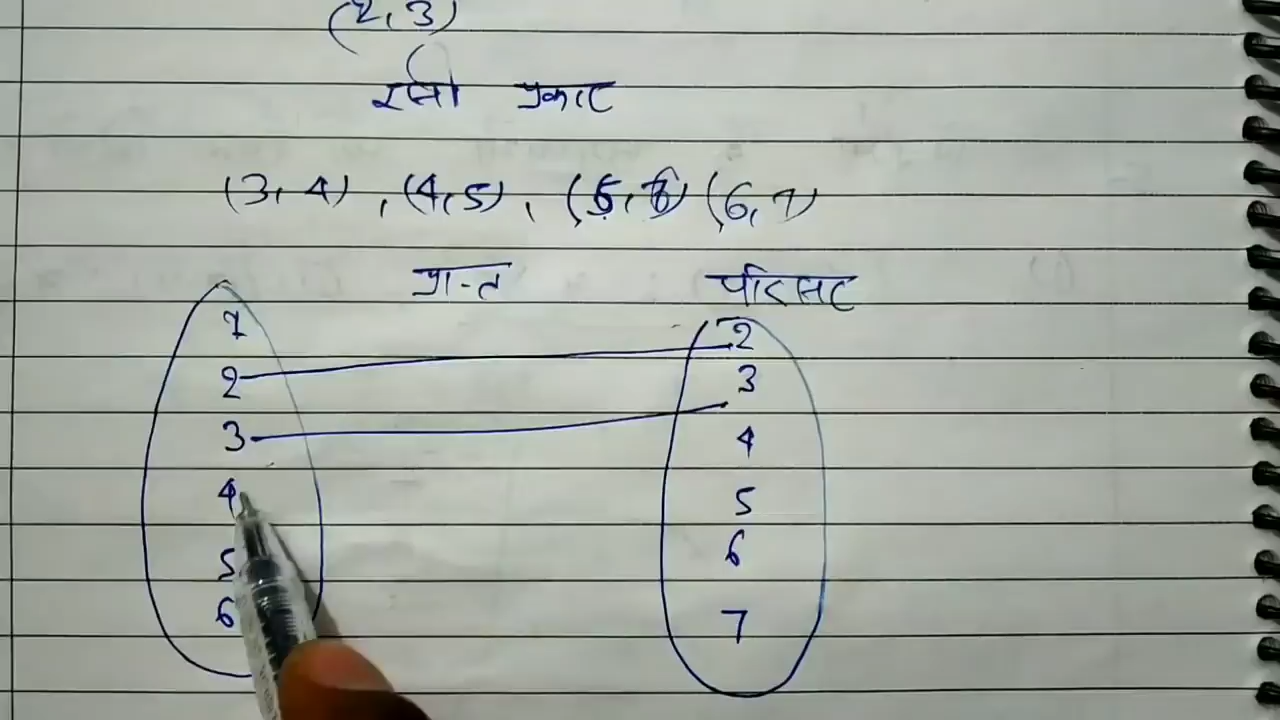 (2, 3)
इसी प्रकार
(3, 4), (4, 5), (5, 6) (6, 7)
प्रान्त परिसर
1 2
2 3
3 4
4 5
5 6
6 7